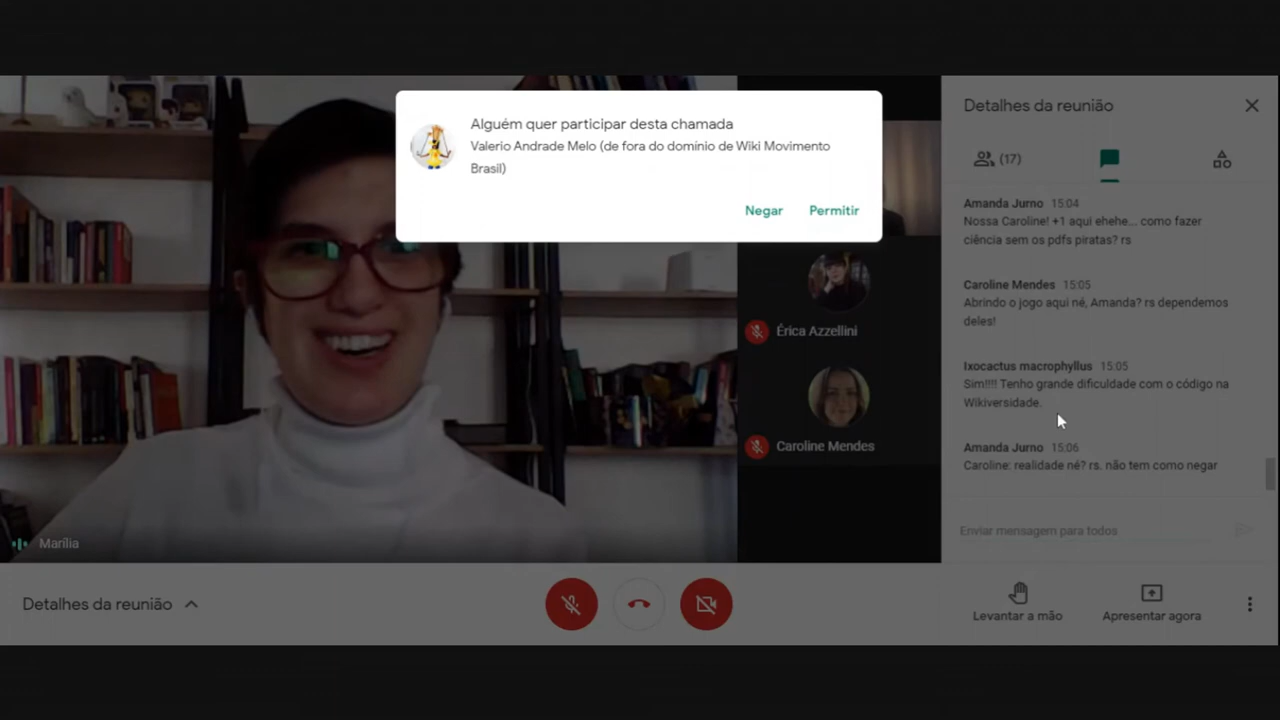 Alguém quer participar desta chamada
Valerio Andrade Melo (de fora do domínio de Wiki Movimento
Brasil)
Negar
Permitir
Érica Azzellini
Caroline Mendes
Marília
Detalhes da reunião
(17)
Amanda Jurno 15:04
Nossa Caroline! +1 aqui ehehe... como fazer
ciência sem os pdfs piratas? rs
Caroline Mendes 15:05
Abrindo o jogo aqui né, Amanda? rs dependemos
deles!
Ixocactus macrophyllus 15:05
Sim!!!! Tenho grande dificuldade com o código na
Wikiversidade.
Amanda Jurno 15:06
Caroline: realidade né? rs. não tem como negar
Enviar mensagem para todos
Detalhes da reunião
Levantar a mão
Apresentar agora